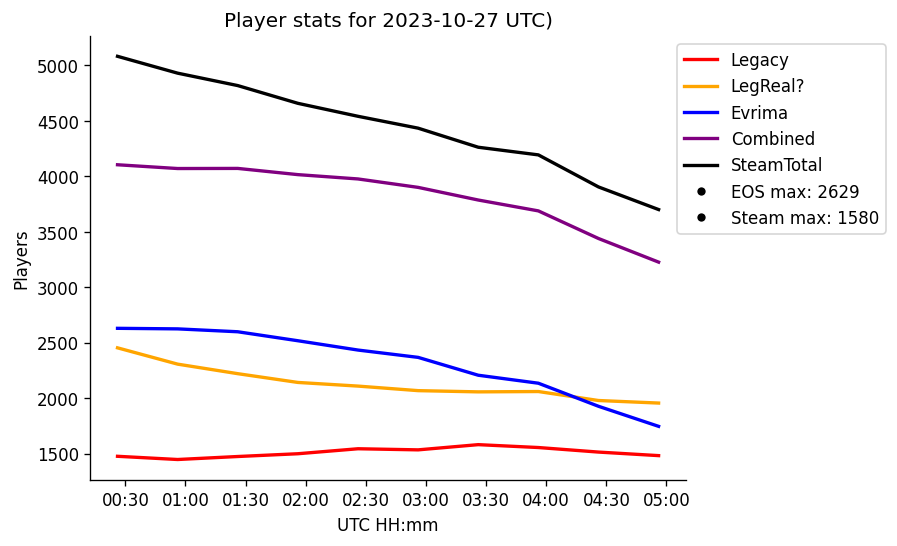 Player stats for 2023-10-27 UTC)
Legacy
LegReal?
Evrima
Combined
SteamTotal
EOS max: 2629
Steam max: 1580
Players
5000
4500
4000
3500
3000
2500
2000
1500
00:30 01:00 01:30 02:00 02:30 03:00 03:30 04:00 04:30 05:00
UTC HH:mm